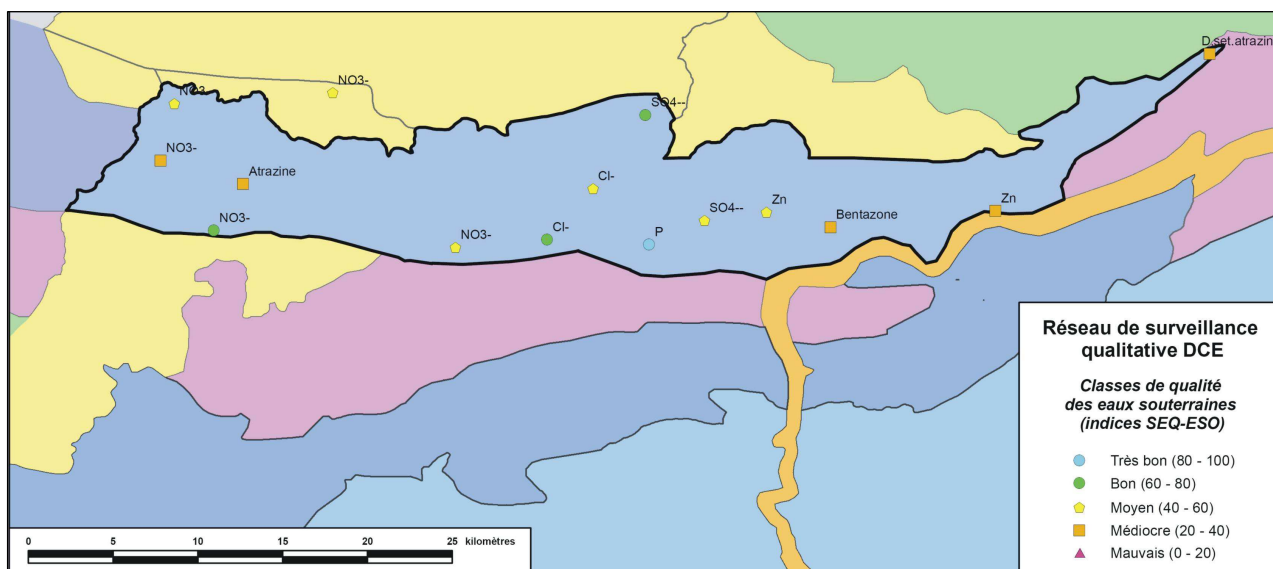 D.set.atrazin
NO3-
NO3-
SO4--
NO3-
Atrazine
Cl-
NO3-
Cl-
NO3-
P
SO4--
Zn
Bentazone
Zn
Réseau de surveillance
qualitative DCE
Classes de qualité
des eaux souterraines
(indices SEQ-ESO)
Très bon (80 - 100)
Bon (60 - 80)
Moyen (40 - 60)
Médiocre (20 - 40)
Mauvais (0 - 20)
0 5 10 15 20 25 kilomètres